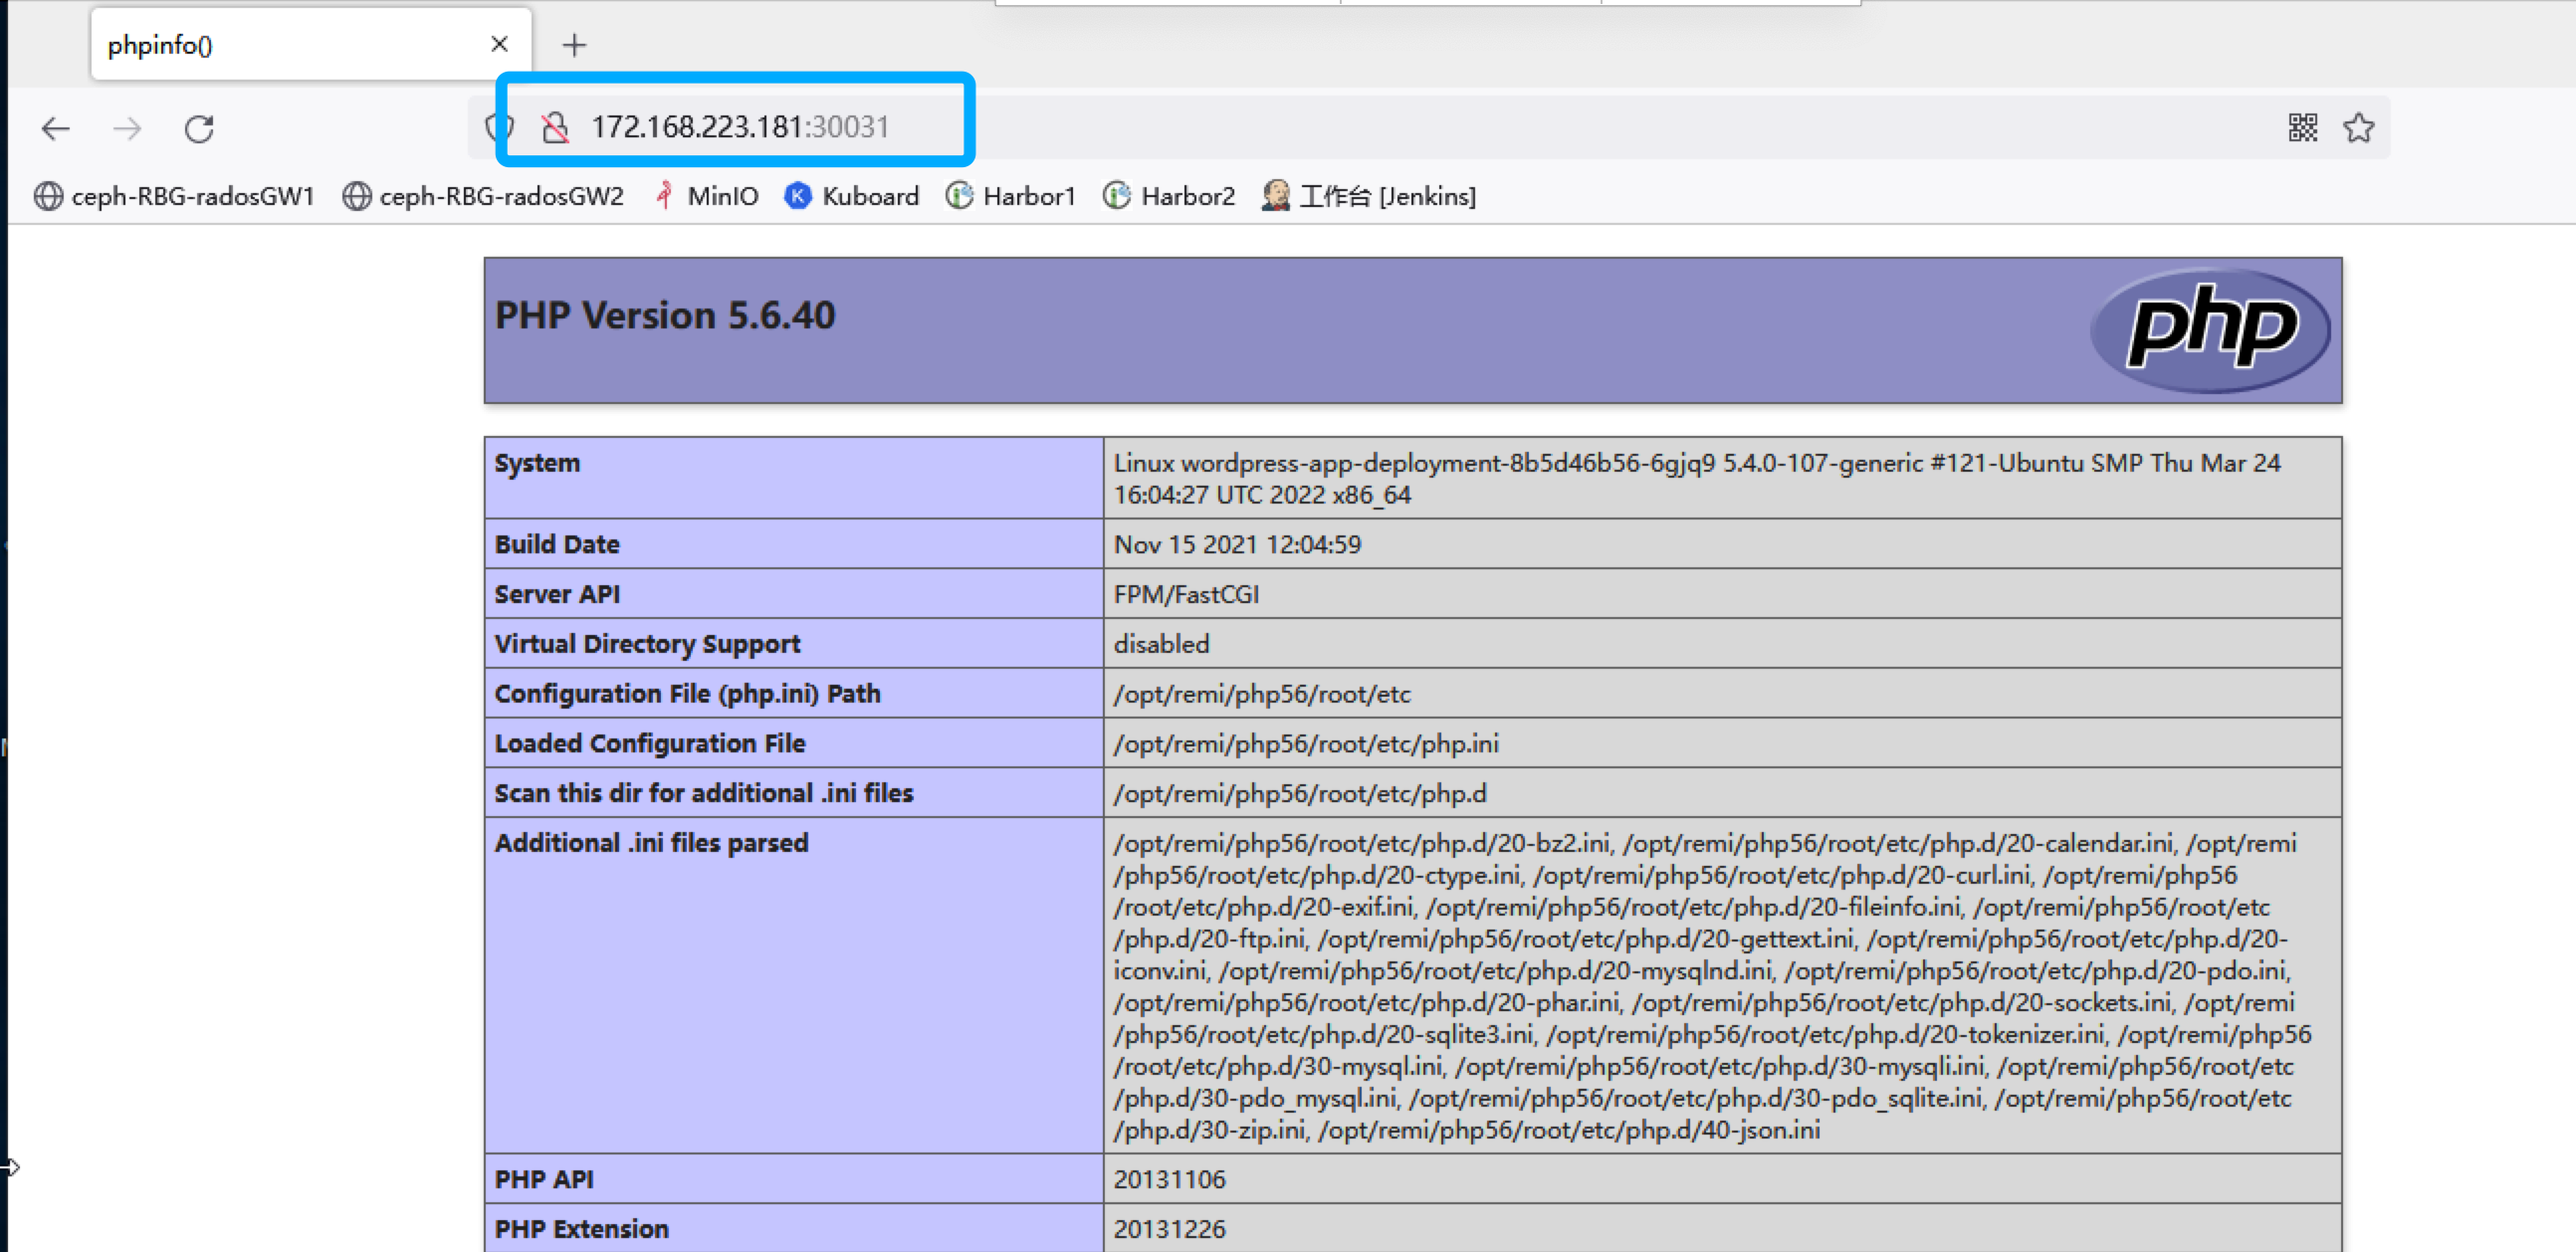 phpinfo()
172.168.223.181:30031
ceph-RBG-radosGW1 ceph-RBG-radosGW2 MinIO Kuboard Harbor1 Harbor2 工作台 [Jenkins]
PHP Version 5.6.40
php
System
Linux wordpress-app-deployment-8b5d46b56-6gjq9 5.4.0-107-generic #121-Ubuntu SMP Thu Mar 24
16:04:27 UTC 2022 x86_64
Build Date
Nov 15 2021 12:04:59
Server API
FPM/FastCGI
Virtual Directory Support
disabled
Configuration File (php.ini) Path
/opt/remi/php56/root/etc
Loaded Configuration File
/opt/remi/php56/root/etc/php.ini
Scan this dir for additional .ini files
/opt/remi/php56/root/etc/php.d
Additional .ini files parsed
/opt/remi/php56/root/etc/php.d/20-bz2.ini, /opt/remi/php56/root/etc/php.d/20-calendar.ini, /opt/remi
/php56/root/etc/php.d/20-ctype.ini, /opt/remi/php56/root/etc/php.d/20-curl.ini, /opt/remi/php56
/root/etc/php.d/20-exif.ini, /opt/remi/php56/root/etc/php.d/20-fileinfo.ini, /opt/remi/php56/root/etc
/php.d/20-ftp.ini, /opt/remi/php56/root/etc/php.d/20-gettext.ini, /opt/remi/php56/root/etc/php.d/20-
iconv.ini, /opt/remi/php56/root/etc/php.d/20-mysqlnd.ini, /opt/remi/php56/root/etc/php.d/20-pdo.ini,
/opt/remi/php56/root/etc/php.d/20-phar.ini, /opt/remi/php56/root/etc/php.d/20-sockets.ini, /opt/remi
/php56/root/etc/php.d/20-sqlite3.ini, /opt/remi/php56/root/etc/php.d/20-tokenizer.ini, /opt/remi/php56
/root/etc/php.d/30-mysql.ini, /opt/remi/php56/root/etc/php.d/30-mysqli.ini, /opt/remi/php56/root/etc
/php.d/30-pdo_mysql.ini, /opt/remi/php56/root/etc/php.d/30-pdo_sqlite.ini, /opt/remi/php56/root/etc
/php.d/30-zip.ini, /opt/remi/php56/root/etc/php.d/40-json.ini
PHP API
20131106
PHP Extension
20131226